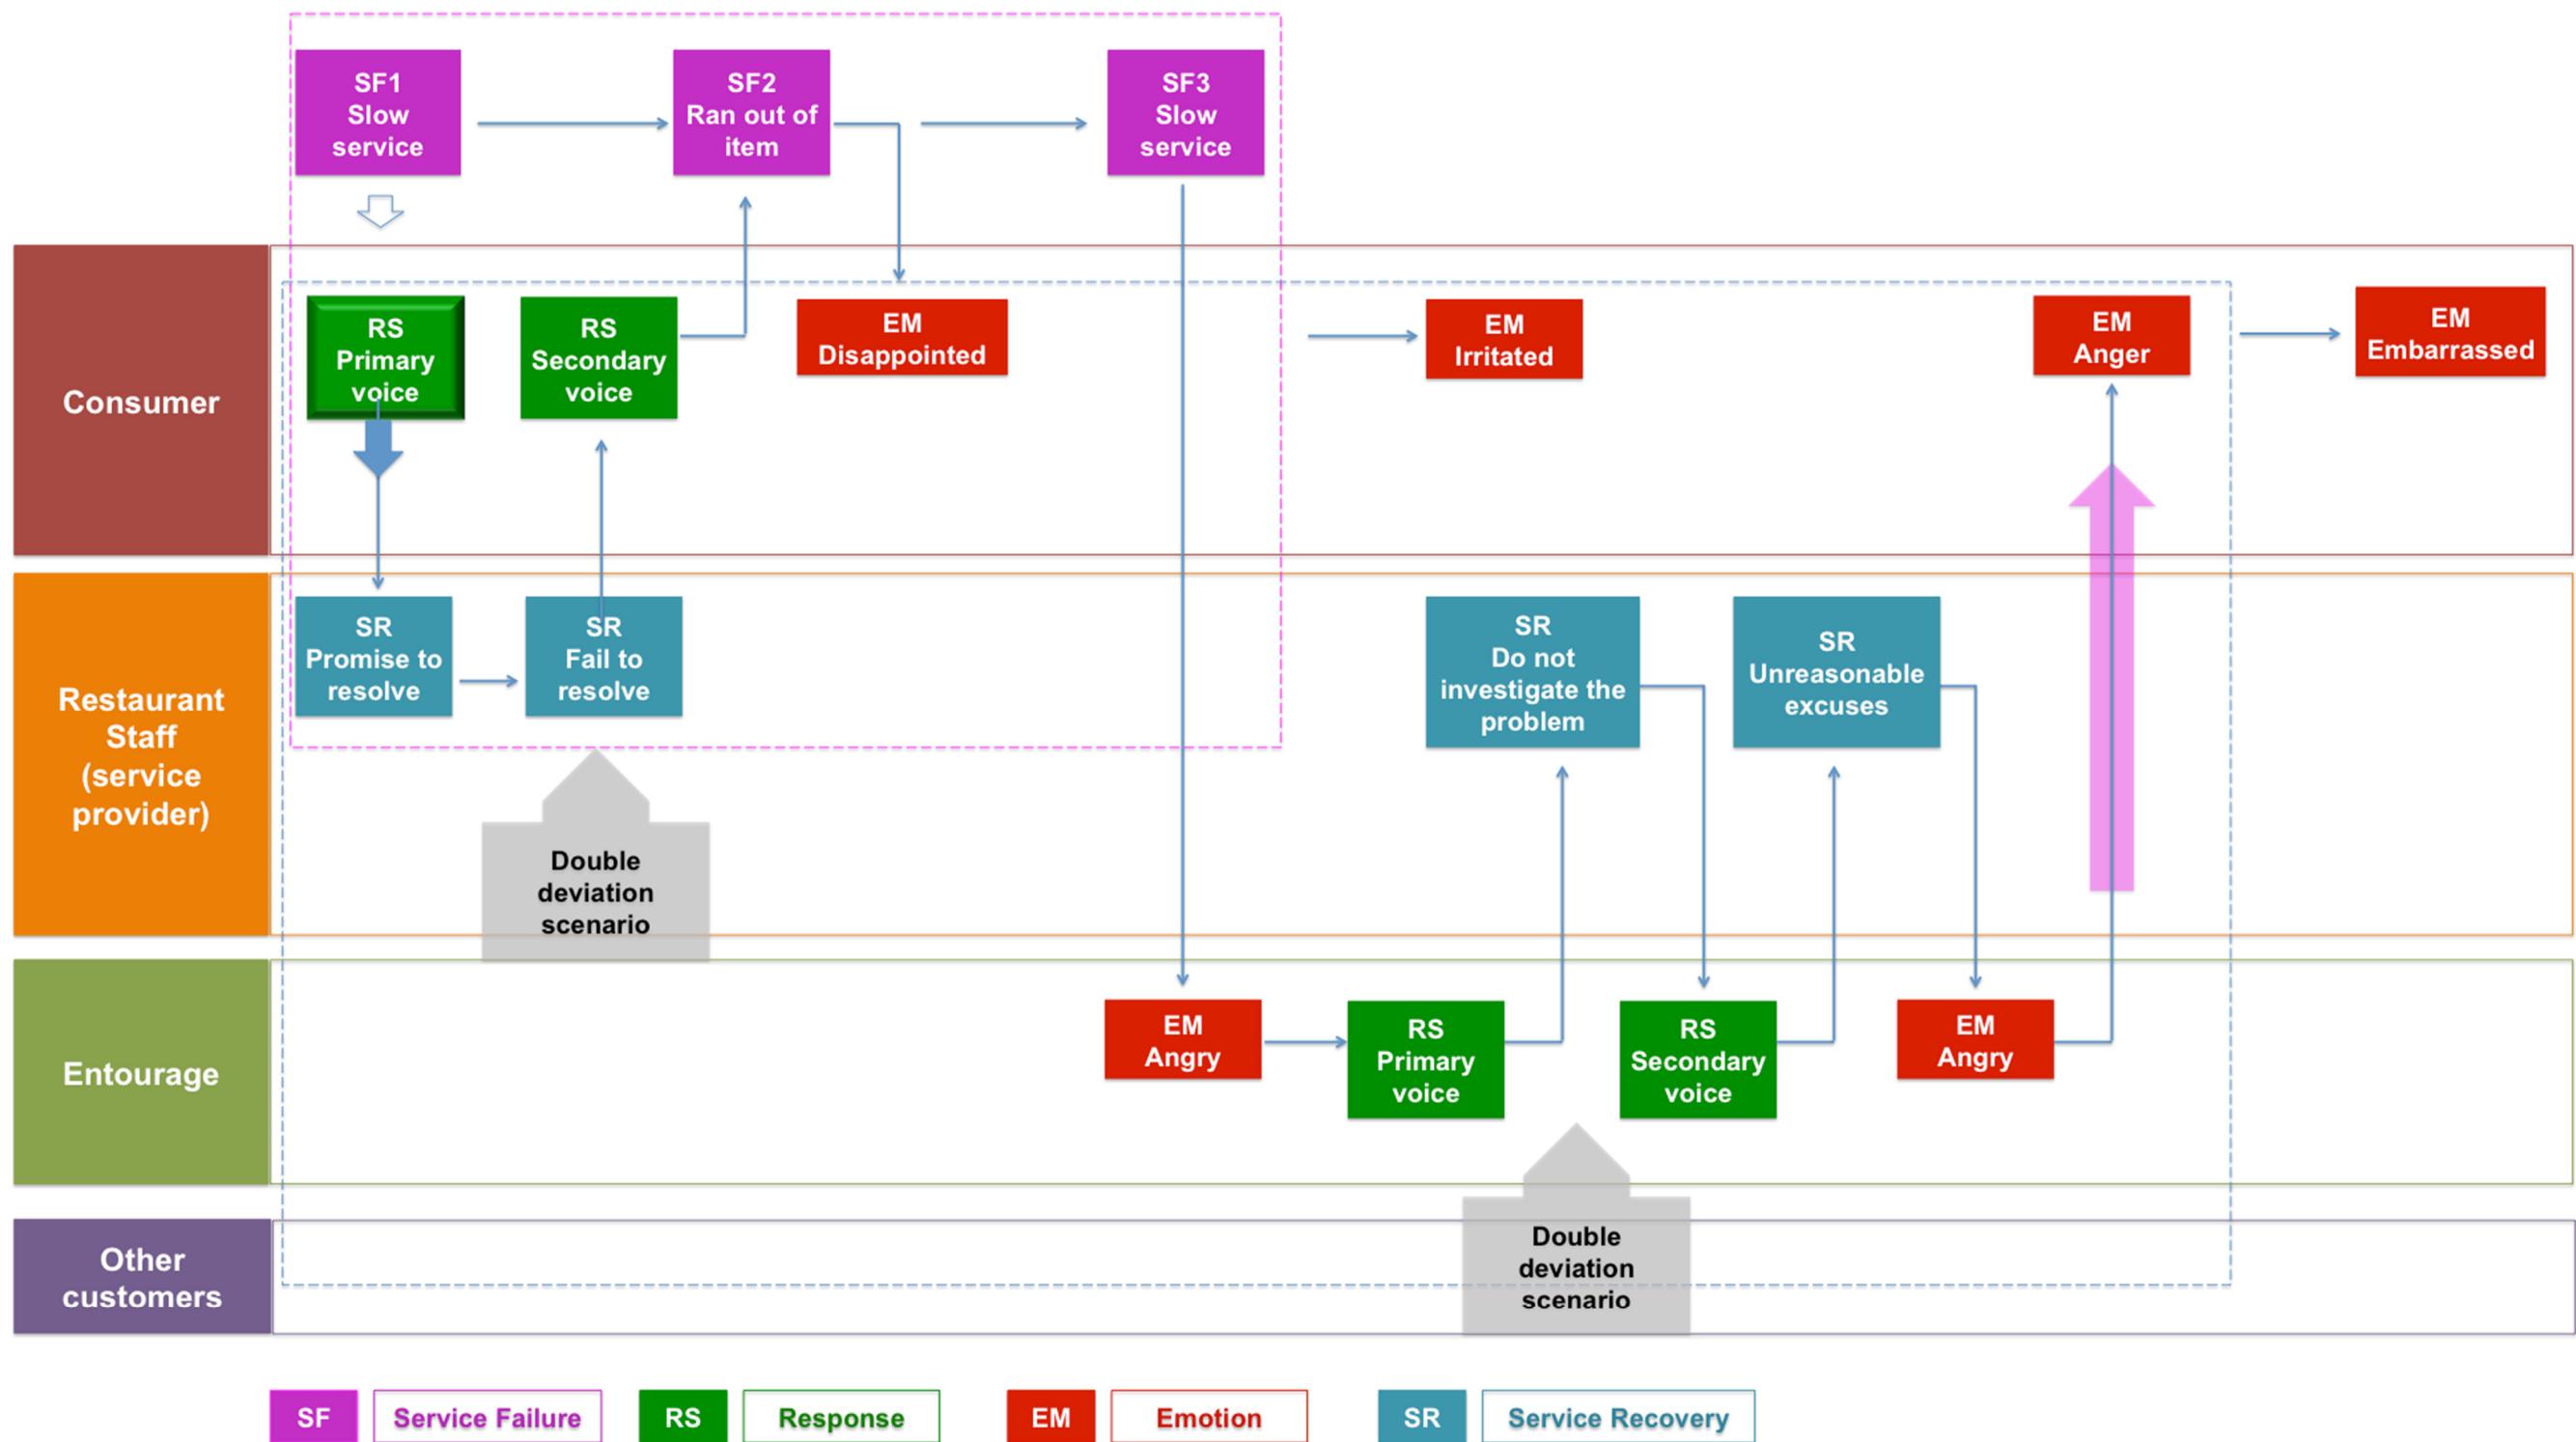 SF1
Slow
service
SF2
Ran out of
item
SF3
Slow
service
Consumer
RS
Primary
voice
RS
Secondary
voice
EM
Disappointed
EM
Irritated
EM
Anger
EM
Embarrassed
Restaurant
Staff
(service
provider)
SR
Promise to
resolve
SR
Fail to
resolve
SR
Do not
investigate the
problem
SR
Unreasonable
excuses
Double
deviation
scenario
Entourage
EM
Angry
RS
Primary
voice
RS
Secondary
voice
EM
Angry
Other
customers
Double
deviation
scenario
SF
Service Failure
RS
Response
EM
Emotion
SR
Service Recovery